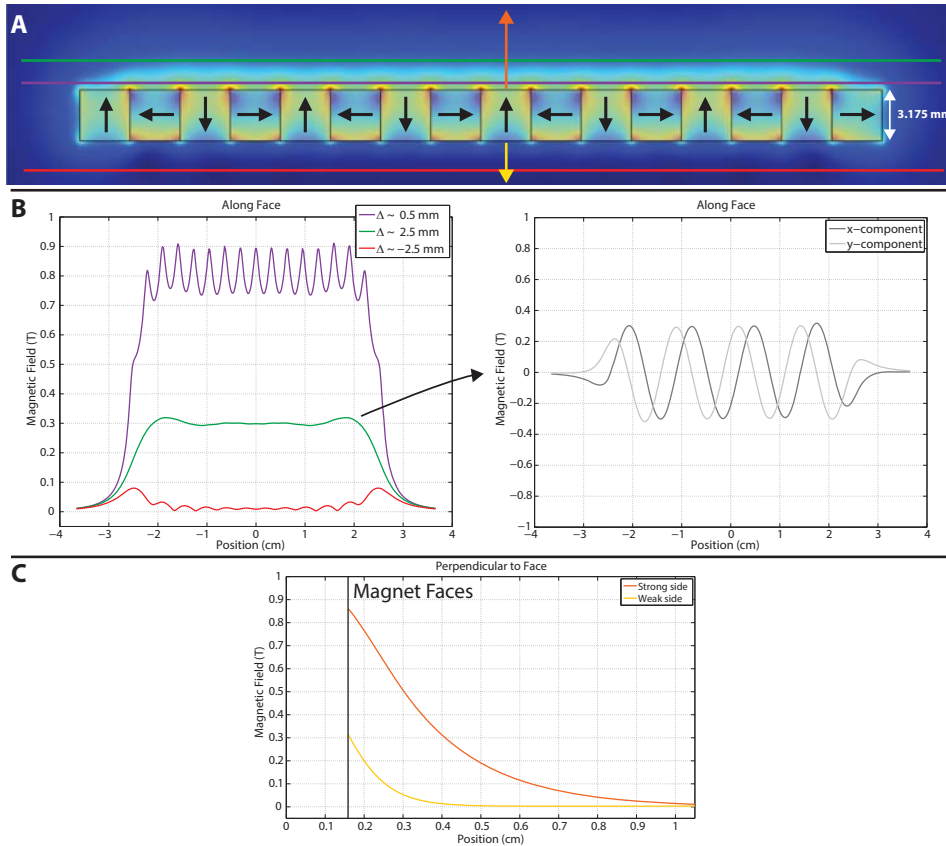 A
3.175 mm
B
Along Face
Δ ~ 0.5 mm
Δ ~ 2.5 mm
Δ ~ −2.5 mm
Magnetic Field (T)
1
0.9
0.8
0.7
0.6
0.5
0.4
0.3
0.2
0.1
0
−4 −3 −2 −1 0 1 2 3 4
Position (cm)
Along Face
x−component
y−component
Magnetic Field (T)
1
0.8
0.6
0.4
0.2
0
−0.2
−0.4
−0.6
−0.8
−1
−4 −3 −2 −1 0 1 2 3 4
Position (cm)
C
Perpendicular to Face
Magnet Faces
Strong side
Weak side
Magnetic Field (T)
1
0.9
0.8
0.7
0.6
0.5
0.4
0.3
0.2
0.1
0
0 0.1 0.2 0.3 0.4 0.5 0.6 0.7 0.8 0.9 1
Position (cm)